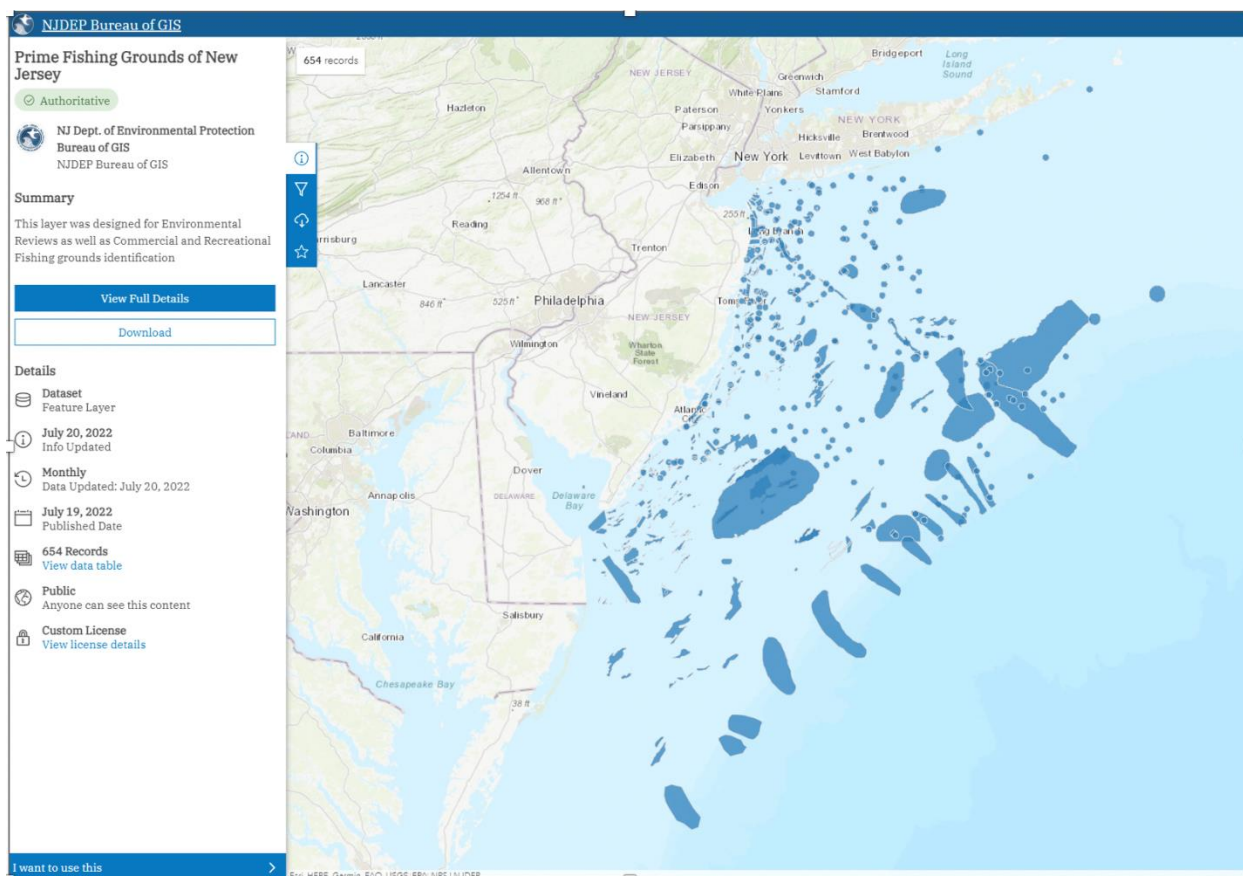 NJDEP Bureau of GIS
Prime Fishing Grounds of New
Jersey
Authoritative
NJ Dept. of Environmental Protection
Bureau of GIS
NJDEP Bureau of GIS
Summary
This layer was designed for Environmental
Reviews as well as Commercial and Recreational
Fishing grounds identification
View Full Details
Download
Details
Dataset
Feature Layer
July 20, 2022
Info Updated
Monthly
Data Updated: July 20, 2022
July 19, 2022
Published Date
654 Records
View data table
Public
Anyone can see this content
Custom License
View license details
I want to use this
654 records
Bridgeport
Long
Island
Sound
NEW JERSEY
Greenwich
White Plains
Stamford
Hazleton
Paterson
Yonkers
NEW YORK
Parsippany
Hicksville
Brentwood
Elizabeth
New York
Levittown
West Babylon
Allentown
Edison
1254 ft
968 ft
255 ft
Reading
Long Branch
Trenton
Lancaster
846 ft
525 ft
Philadelphia
Toms River
NEW JERSEY
Wilmington
Wharton
State
Forest
Vineland
Atlantic
City
Baltimore
Columbia
Dover
Annapolis
DELAWARE
Delaware
Bay
Washington
Salisbury
California
Chesapeake Bay
38 ft